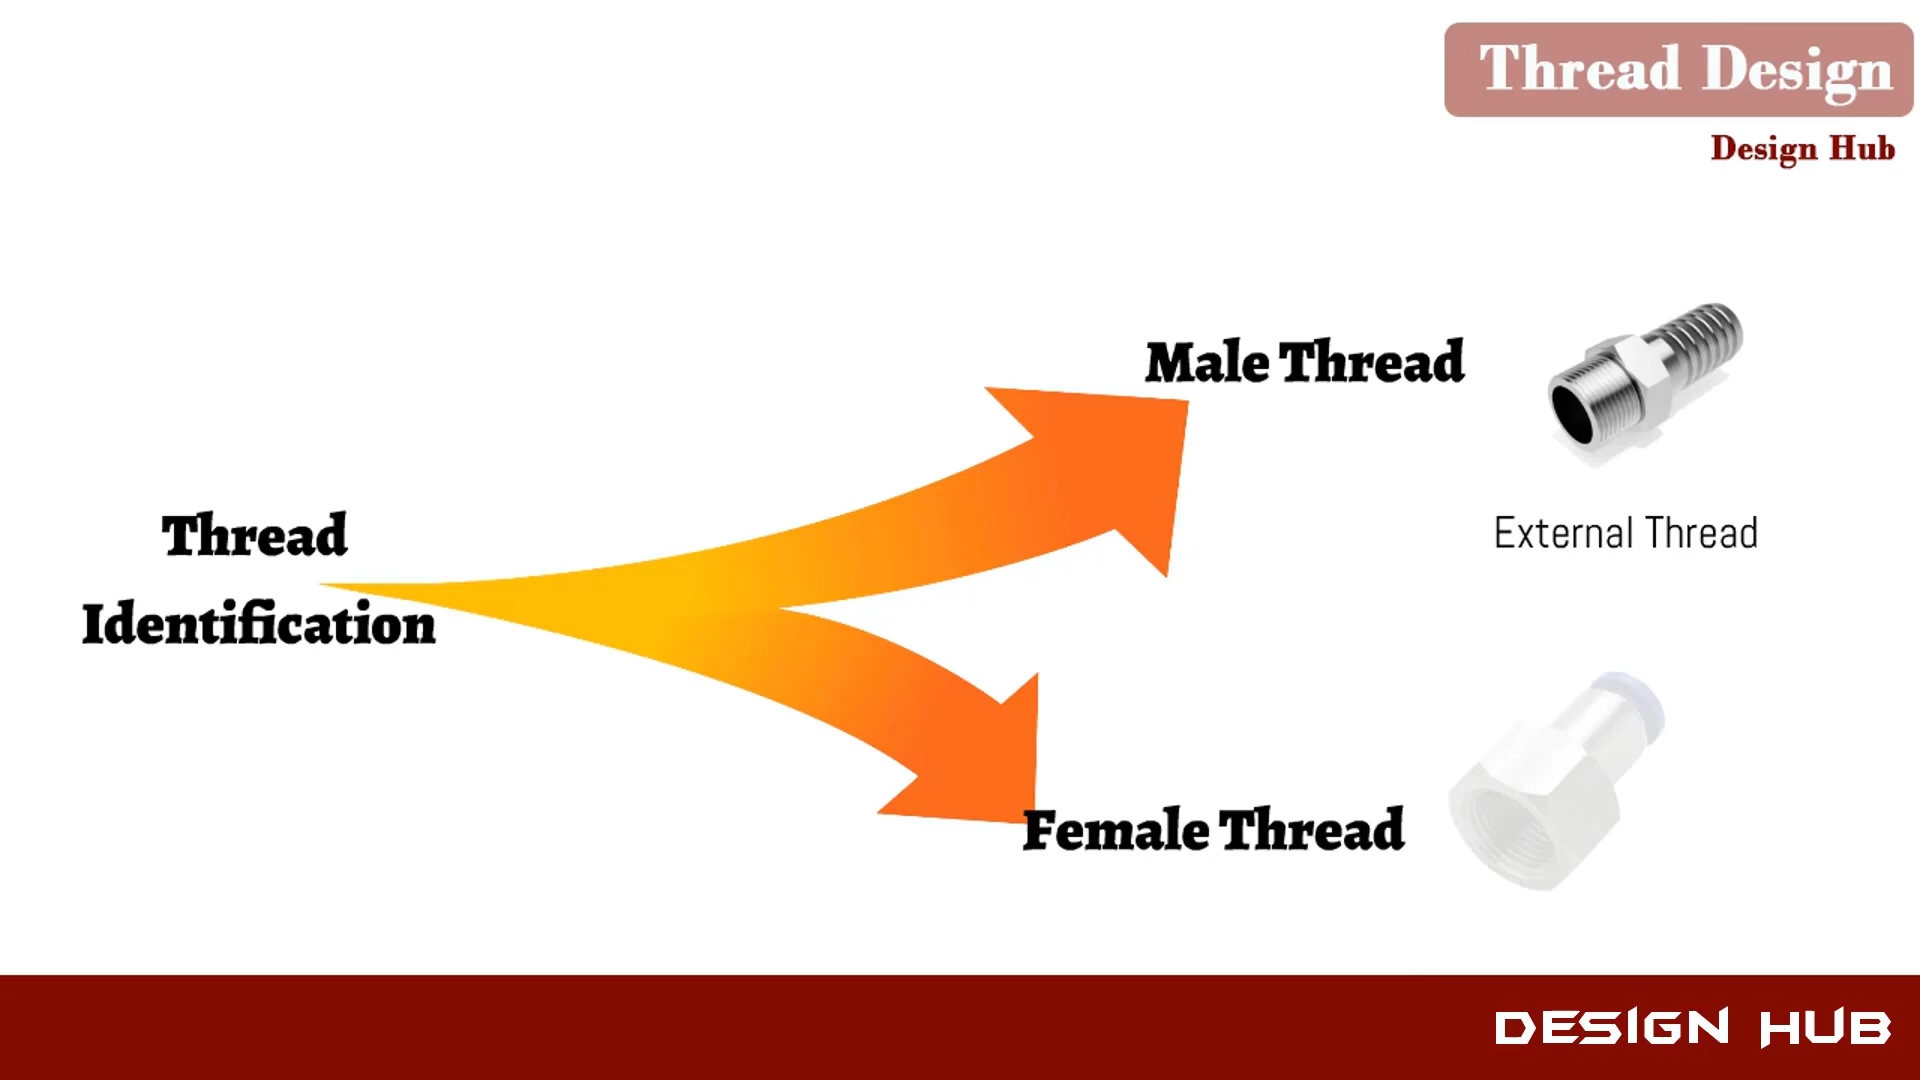 Thread Design
Design Hub
Male Thread
External Thread
Thread
Identification
Female Thread
DESIGN HUB